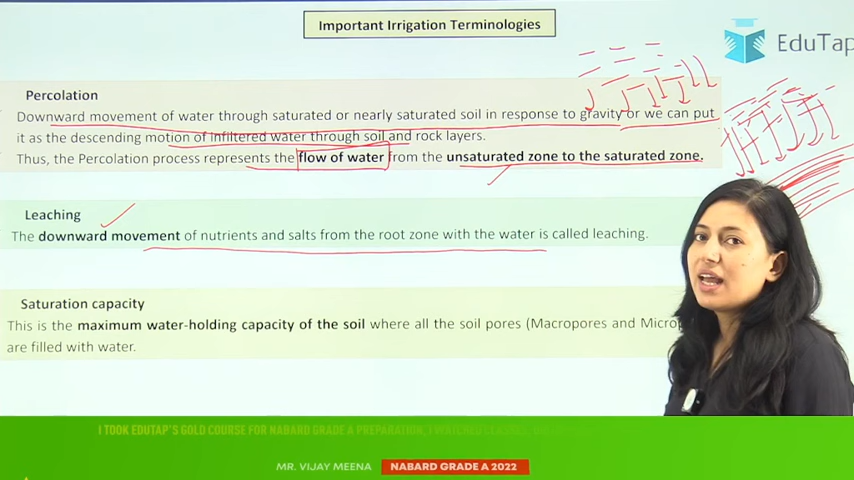 Important Irrigation Terminologies
EduTap
Percolation
Downward movement of water through saturated or nearly saturated soil in response to gravity or we can put
it as the descending motion of infiltered water through soil and rock layers.
Thus, the Percolation process represents the flow of water from the unsaturated zone to the saturated zone.
Leaching
The downward movement of nutrients and salts from the root zone with the water is called leaching.
Saturation capacity
This is the maximum water-holding capacity of the soil where all the soil pores (Macropores and Microp
are filled with water.
I TOOK EDUTAP'S GOLD COURSE FOR NABARD GRADE A PREPARATION, I
MR. VIJAY MEENA NABARD GRADE A 2022